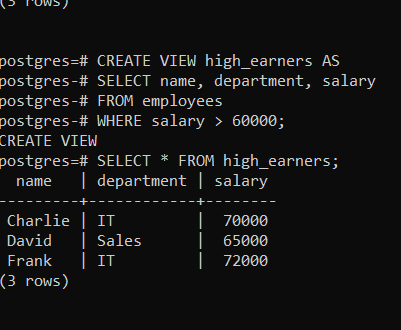 (3 rows)
postgres=# CREATE VIEW high_earners AS
postgres-# SELECT name, department, salary
postgres-# FROM employees
postgres-# WHERE salary > 60000;
CREATE VIEW
postgres=# SELECT * FROM high_earners;
  name   | department | salary
---------+------------+--------
 Charlie | IT         |  70000
 David   | Sales      |  65000
 Frank   | IT         |  72000
(3 rows)